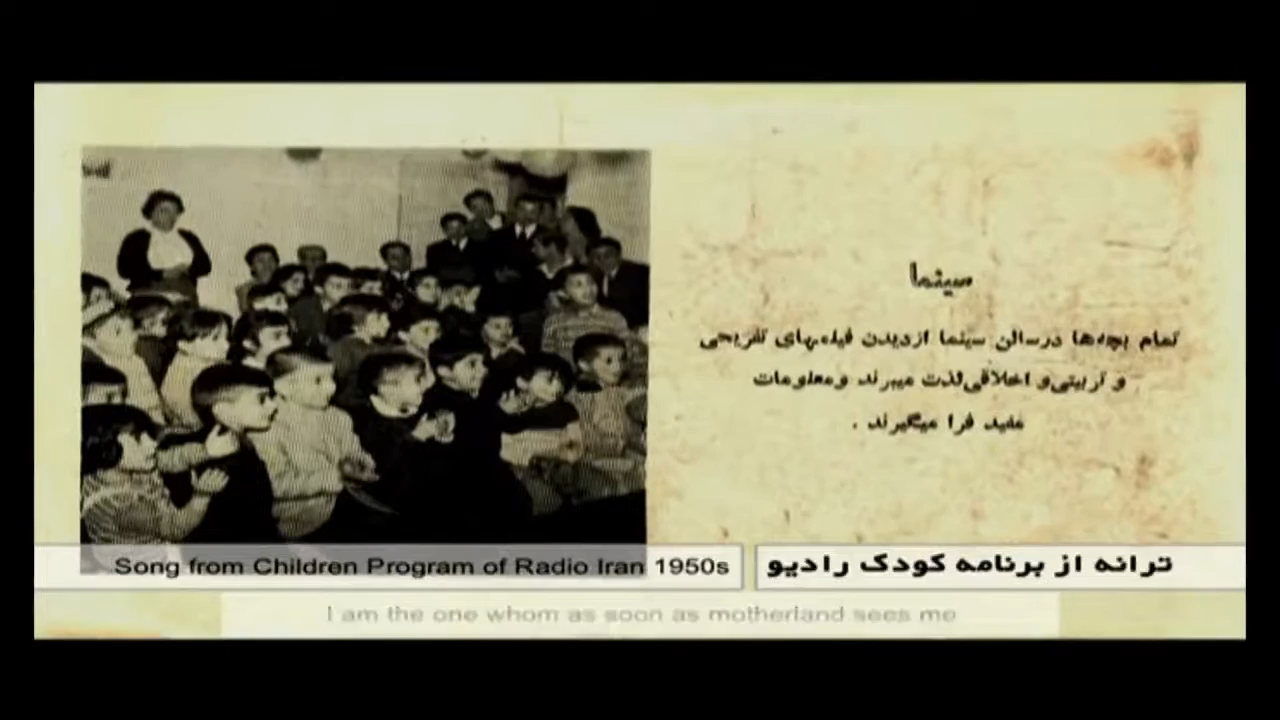 سینما
تمام بچه‌ها در سالن سینما از دیدن فیلمهای تفریحی
و تربیتی و اخلاقی لذت میبرند و معلومات
مفید فرا میگیرند .
Song from Children Program of Radio Iran 1950s
ترانه از برنامه کودک رادیو
I am the one whom as soon as motherland sees me